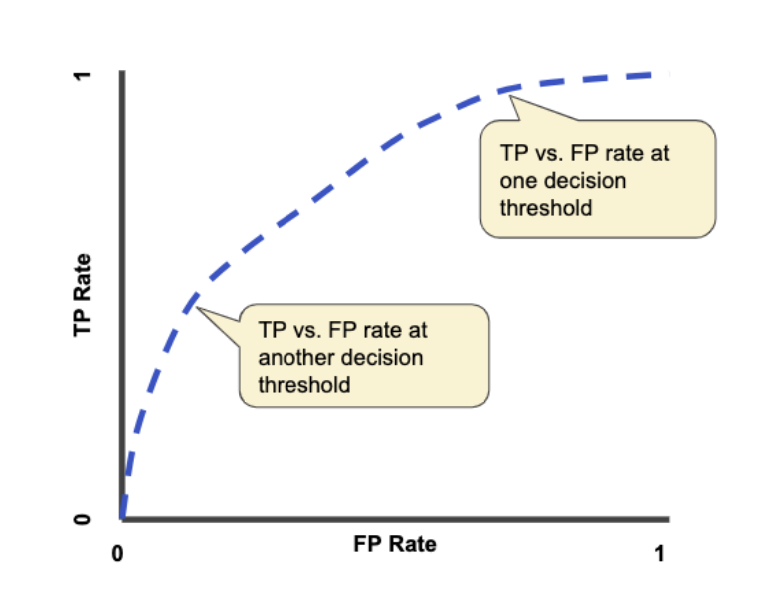 1
TP vs. FP rate at
one decision
threshold
TP Rate
TP vs. FP rate at
another decision
threshold
0
0
FP Rate
1